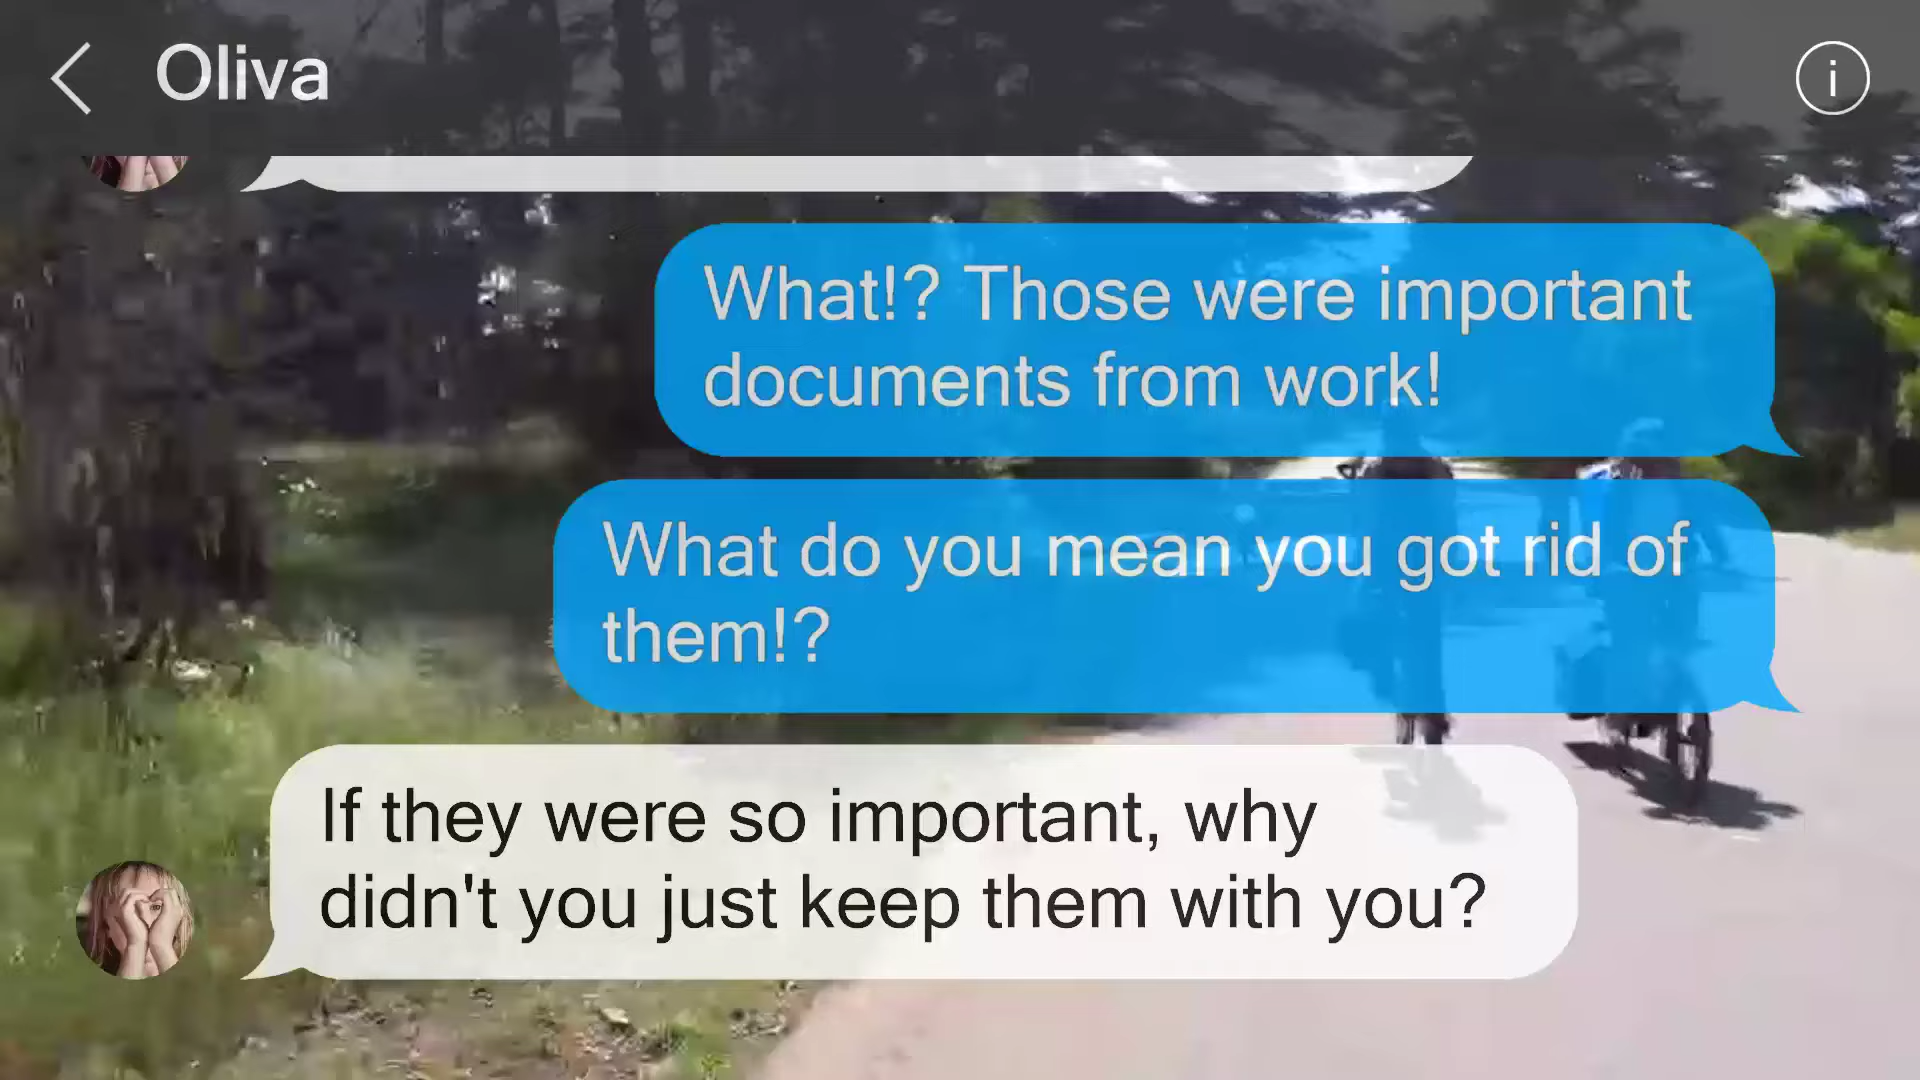 Oliva
What!? Those were important
documents from work!
What do you mean you got rid of
them!?
If they were so important, why
didn't you just keep them with you?